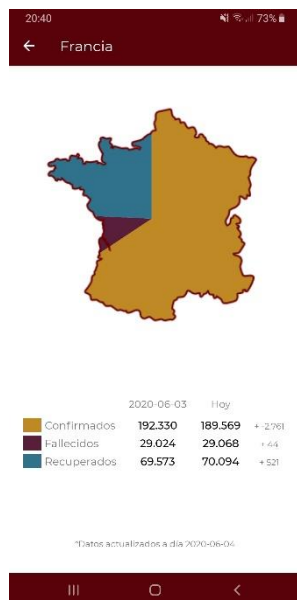 20:40 73%
Francia
2020-06-03 Hoy
Confirmados 192.330 189.569 + -2.761
Fallecidos 29.024 29.068 + 44
Recuperados 69.573 70.094 + 521
*Datos actualizados a día 2020-06-04